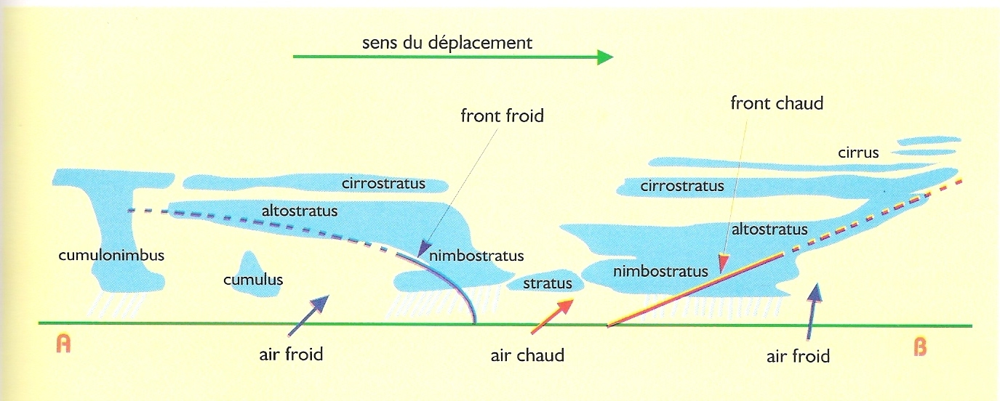 sens du déplacement
front froid
front chaud
cirrus
cirrostratus
cirrostratus
altostratus
altostratus
cumulonimbus
cumulus
nimbostratus
stratus
nimbostratus
A
air froid
air chaud
air froid
B